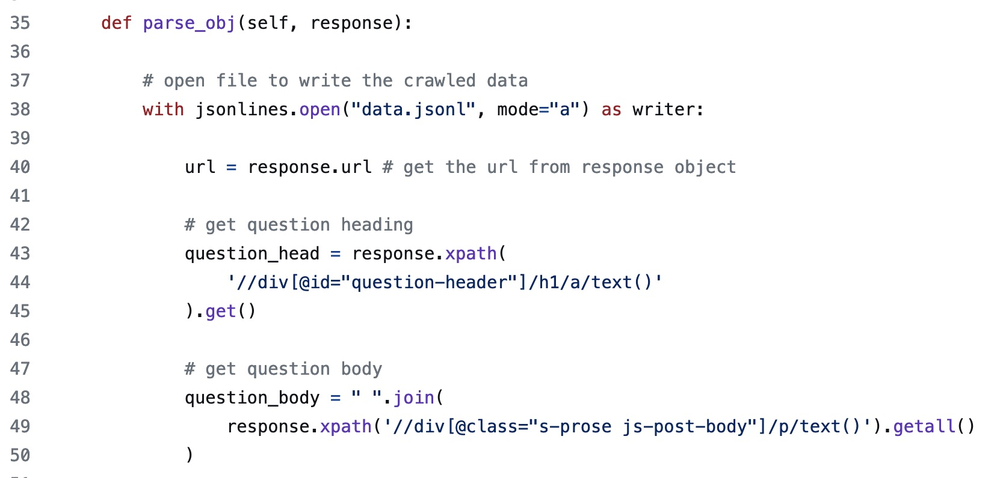 35 def parse_obj(self, response):
36
37 # open file to write the crawled data
38 with jsonlines.open("data.jsonl", mode="a") as writer:
39
40 url = response.url # get the url from response object
41
42 # get question heading
43 question_head = response.xpath(
44 '//div[@id="question-header"]/h1/a/text()'
45 ).get()
46
47 # get question body
48 question_body = " ".join(
49 response.xpath('//div[@class="s-prose js-post-body"]/p/text()').getall()
50 )